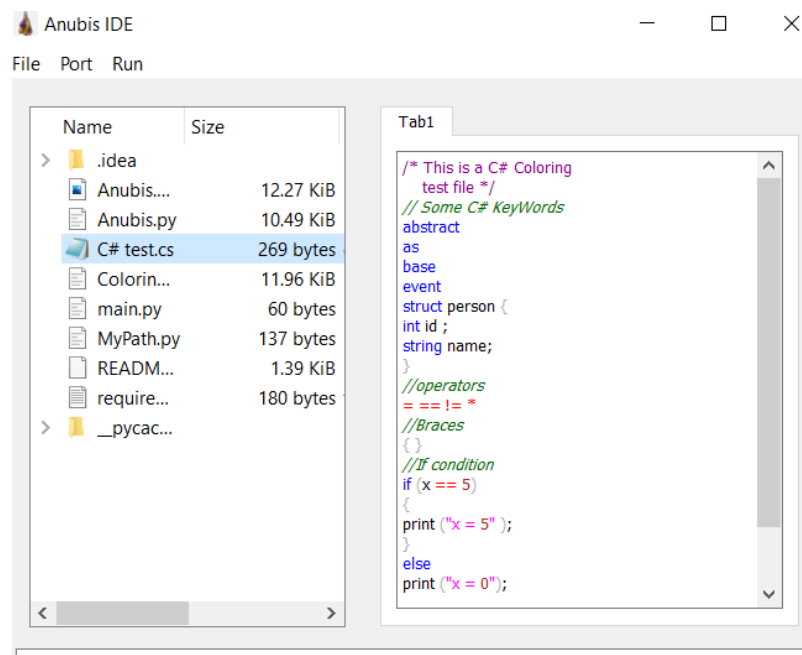 Anubis IDE
File Port Run
Name Size
.idea
Anubis.... 12.27 KiB
Anubis.py 10.49 KiB
C# test.cs 269 bytes
Colorin... 11.96 KiB
main.py 60 bytes
MyPath.py 137 bytes
READM... 1.39 KiB
require... 180 bytes
__pycac...
Tab1
/* This is a C# Coloring
test file */
// Some C# KeyWords
abstract
as
base
event
struct person {
int id ;
string name;
}
//operators
= == != *
//Braces
{ }
//If condition
if (x == 5)
{
print ("x = 5" );
}
else
print ("x = 0");